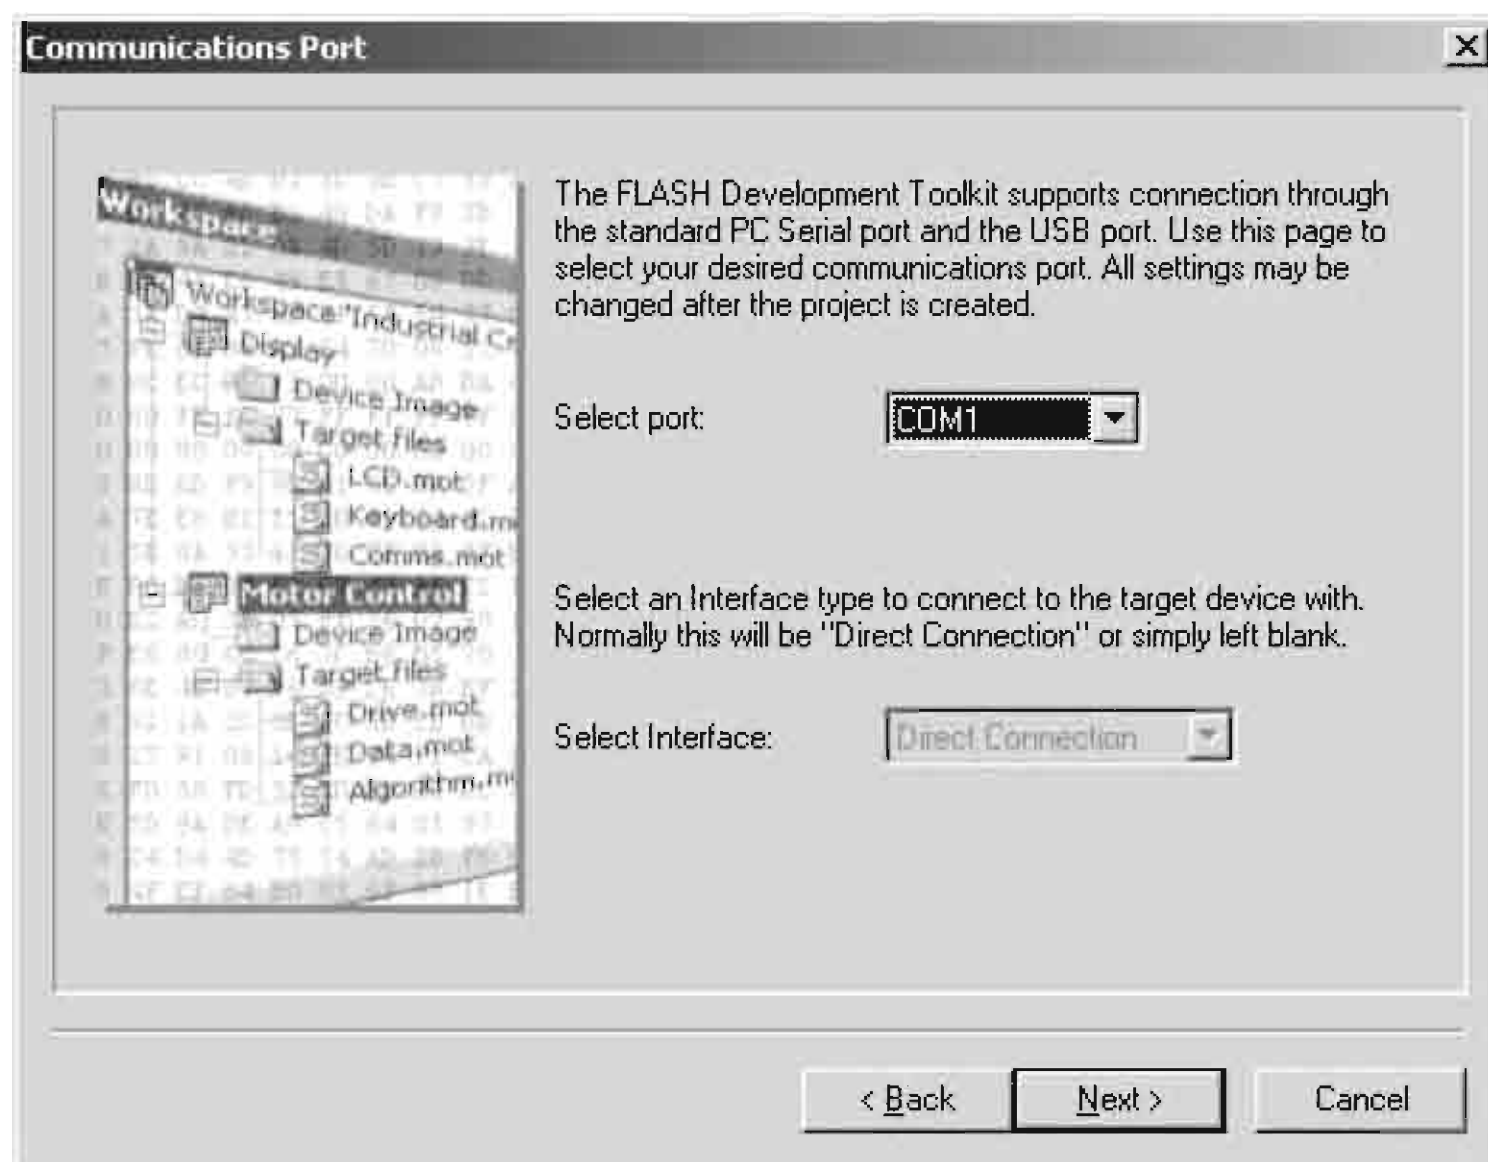 Communications Port
Workspace
Workspace "Industrial Cr
Display
Device Image
Target files
LCD.mot
Keyboard.mo
Comms.mot
Motor Control
Device Image
Target files
Drive.mot
Data.mot
Algorithm.mo
The FLASH Development Toolkit supports connection through
the standard PC Serial port and the USB port. Use this page to
select your desired communications port. All settings may be
changed after the project is created.
Select port:
COM1
Select an Interface type to connect to the target device with.
Normally this will be "Direct Connection" or simply left blank.
Select Interface:
Direct Connection
< Back
Next >
Cancel